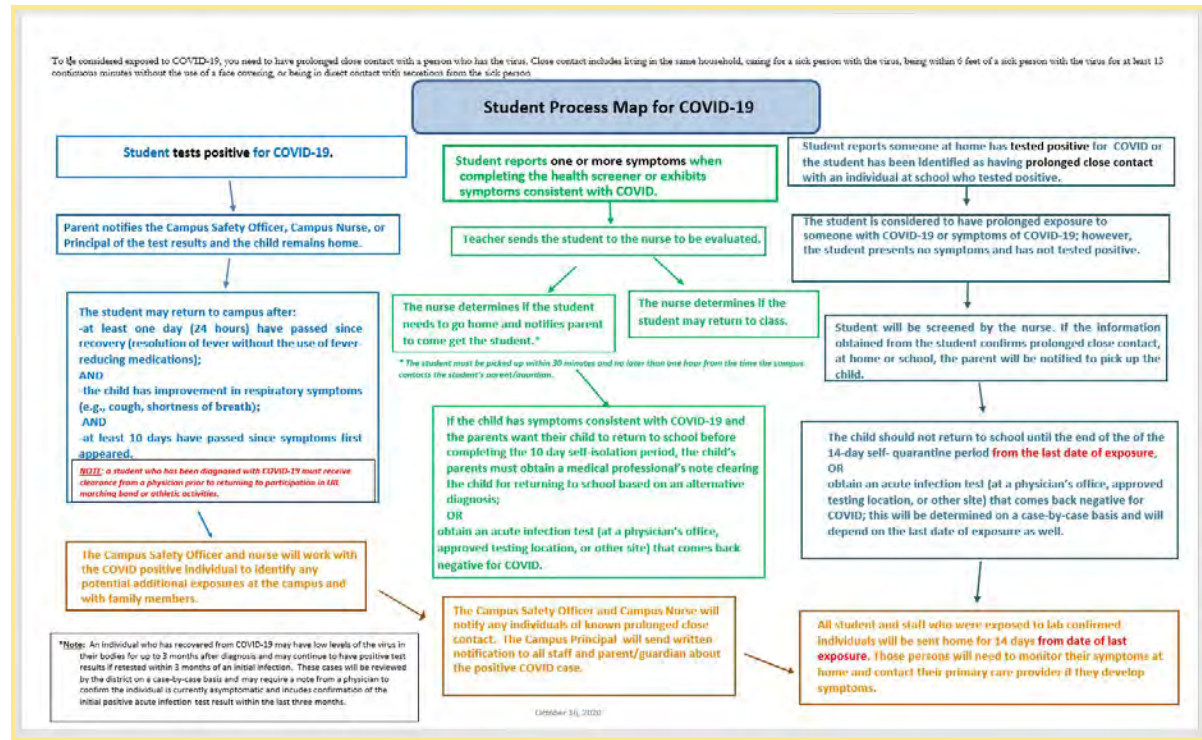 To be considered exposed to COVID-19, you need to have prolonged close contact with a person who has the virus. Close contact includes living in the same household, caring for a sick person with the virus, being within 6 feet of a sick person with the virus for at least 15
continuous minutes without the use of a face covering, or being in direct contact with secretions from the sick person
Student Process Map for COVID-19
Student tests positive for COVID-19.
Parent notifies the Campus Safety Officer, Campus Nurse, or
Principal of the test results and the child remains home.
The student may return to campus after:
-at least one day (24 hours) have passed since
recovery (resolution of fever without the use of fever-
reducing medications);
AND
-the child has improvement in respiratory symptoms
(e.g., cough, shortness of breath);
AND
-at least 10 days have passed since symptoms first
appeared.
NOTE: a student who has been diagnosed with COVID-19 must receive
clearance from a physician prior to returning to participation in UIL
marching band or athletic activities.
The Campus Safety Officer and nurse will work with
the COVID positive individual to identify any
potential additional exposures at the campus and
with family members.
*Note: An individual who has recovered from COVID-19 may have low levels of the virus in
their bodies for up to 3 months after diagnosis and may continue to have positive test
results if retested within 3 months of an initial infection. These cases will be reviewed
by the district on a case-by-case basis and may require a note from a physician to
confirm the individual is currently asymptomatic and incudes confirmation of the
initial positive acute infection test result within the last three months.
Student reports one or more symptoms when
completing the health screener or exhibits
symptoms consistent with COVID.
Teacher sends the student to the nurse to be evaluated.
The nurse determines if the student
needs to go home and notifies parent
to come get the student.*
The nurse determines if the
student may return to class.
* The student must be picked up within 30 minutes and no later than one hour from the time the campus
contacts the student's parent/guardian.
If the child has symptoms consistent with COVID-19 and
the parents want their child to return to school before
completing the 10 day self-isolation period, the child's
parents must obtain a medical professional's note clearing
the child for returning to school based on an alternative
diagnosis;
OR
obtain an acute infection test (at a physician's office,
approved testing location, or other site) that comes back
negative for COVID.
The Campus Safety Officer and Campus Nurse will
notify any individuals of known prolonged close
contact. The Campus Principal will send written
notification to all staff and parent/guardian about
the positive COVID case.
October 16, 2020
Student reports someone at home has tested positive for COVID or
the student has been identified as having prolonged close contact
with an individual at school who tested positive.
The student is considered to have prolonged exposure to
someone with COVID-19 or symptoms of COVID-19; however,
the student presents no symptoms and has not tested positive.
Student will be screened by the nurse. If the information
obtained from the student confirms prolonged close contact,
at home or school, the parent will be notified to pick up the
child.
The child should not return to school until the end of the of the
14-day self- quarantine period from the last date of exposure,
OR
obtain an acute infection test (at a physician's office, approved
testing location, or other site) that comes back negative for
COVID; this will be determined on a case-by-case basis and will
depend on the last date of exposure as well.
All student and staff who were exposed to lab confirmed
individuals will be sent home for 14 days from date of last
exposure. Those persons will need to monitor their symptoms at
home and contact their primary care provider if they develop
symptoms.